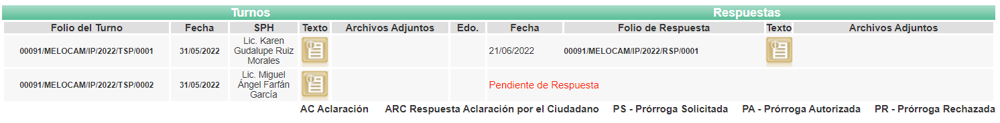 Turnos Respuestas
Folio del Turno Fecha SPH Texto Archivos Adjuntos Edo. Fecha Folio de Respuesta Texto Archivos Adjuntos
00091/MELOCAM/IP/2022/TSP/0001 31/05/2022 Lic. Karen
Gudalupe Ruiz
Morales 21/06/2022 00091/MELOCAM/IP/2022/RSP/0001
00091/MELOCAM/IP/2022/TSP/0002 31/05/2022 Lic. Miguel
Ángel Farfán
García Pendiente de Respuesta
AC Aclaración ARC Respuesta Aclaración por el Ciudadano PS - Prórroga Solicitada PA - Prórroga Autorizada PR - Prórroga Rechazada